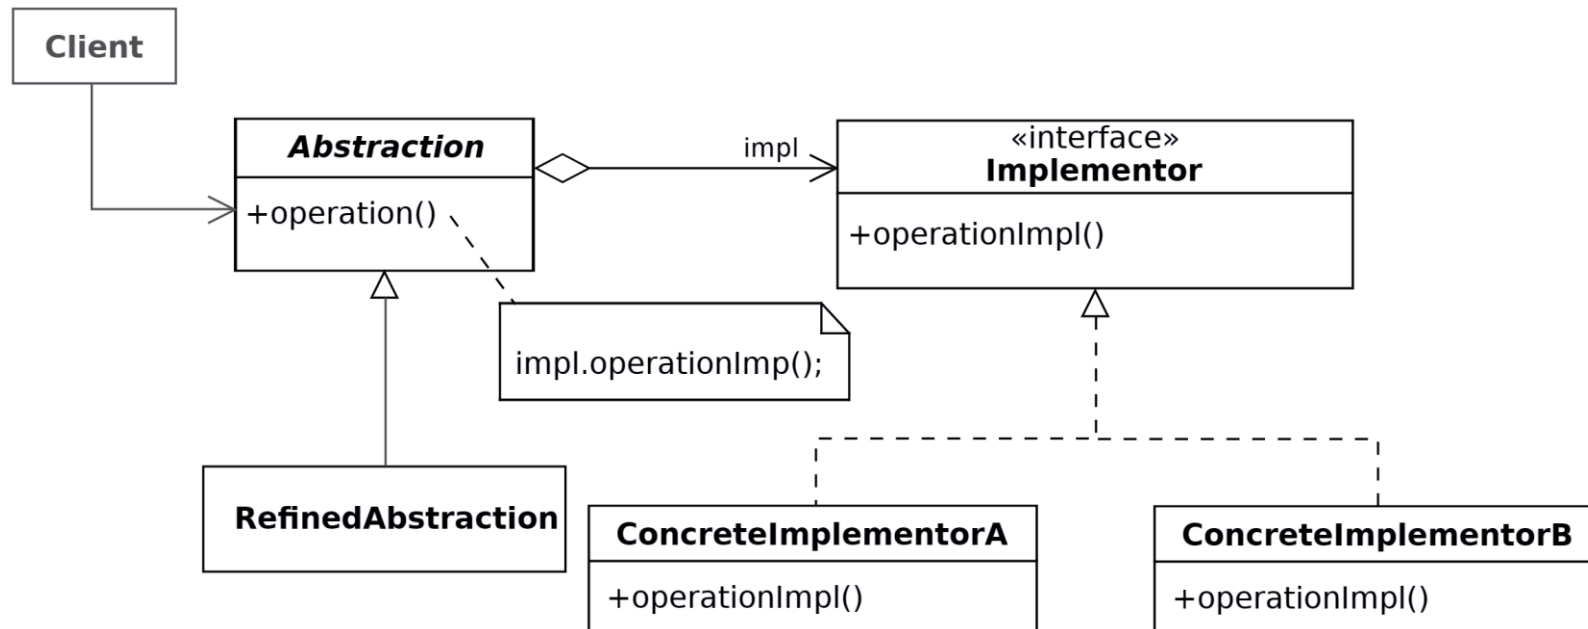 Client
Abstraction
+operation()
impl
«interface»
Implementor
+operationImpl()
impl.operationImp();
RefinedAbstraction
ConcreteImplementorA
+operationImpl()
ConcreteImplementorB
+operationImpl()